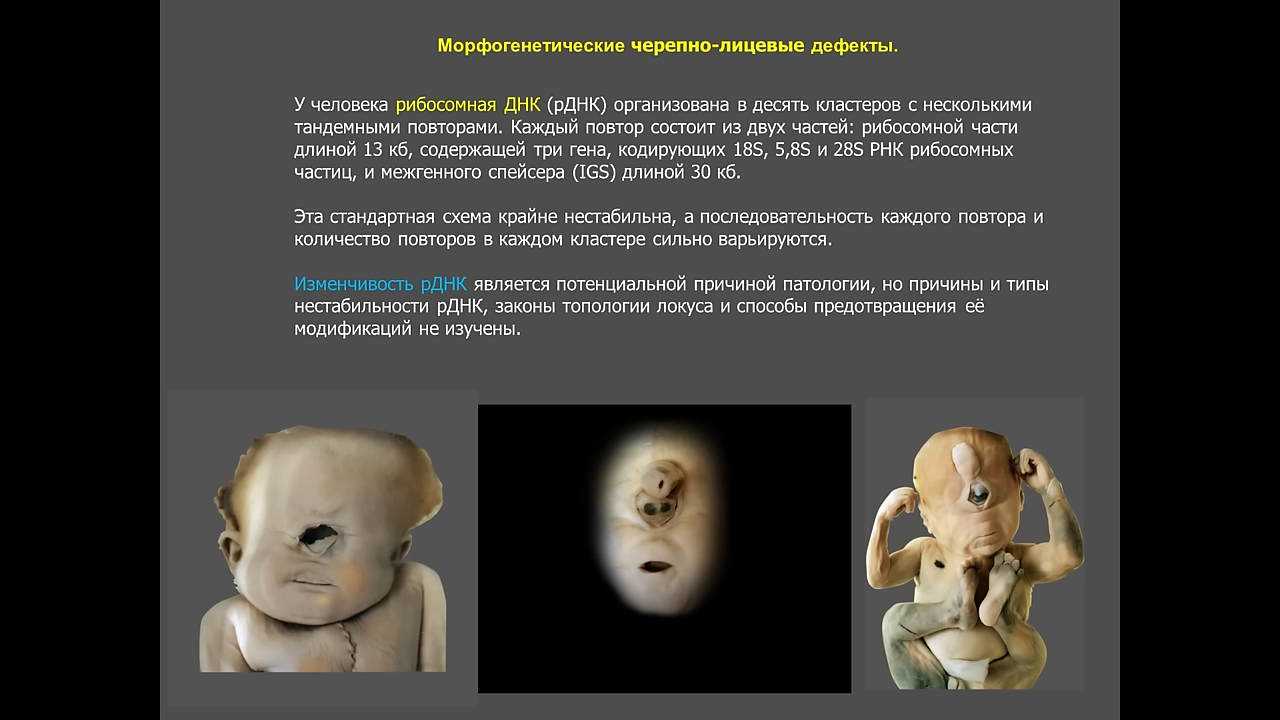 Морфогенетические черепно-лицевые дефекты.
У человека рибосомная ДНК (рДНК) организована в десять кластеров с несколькими
тандемными повторами. Каждый повтор состоит из двух частей: рибосомной части
длиной 13 кб, содержащей три гена, кодирующих 18S, 5,8S и 28S РНК рибосомных
частиц, и межгенного спейсера (IGS) длиной 30 кб.
Эта стандартная схема крайне нестабильна, а последовательность каждого повтора и
количество повторов в каждом кластере сильно варьируются.
Изменчивость рДНК является потенциальной причиной патологии, но причины и типы
нестабильности рДНК, законы топологии локуса и способы предотвращения её
модификаций не изучены.